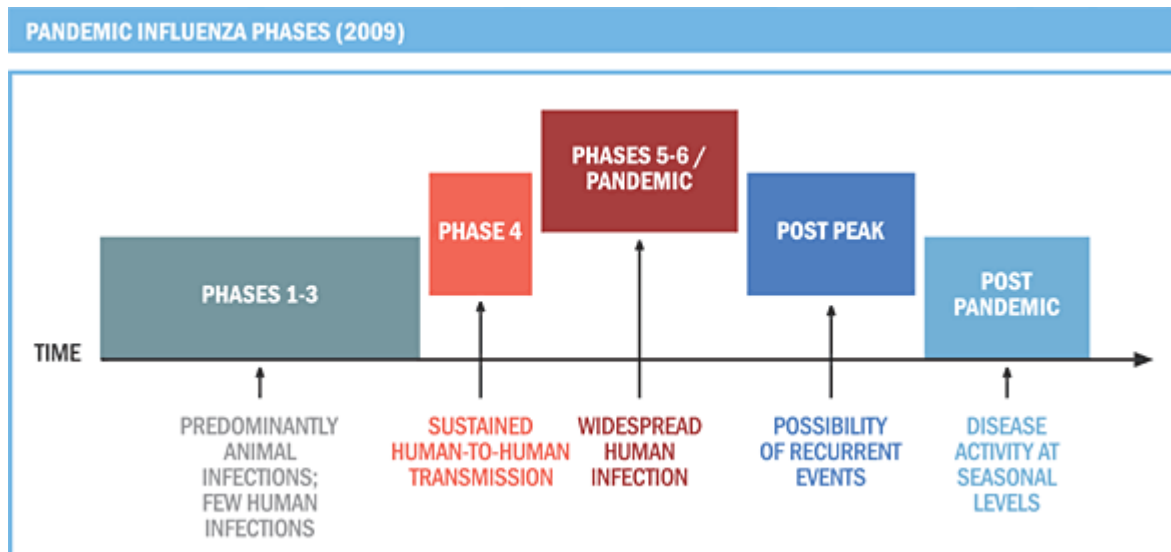 PANDEMIC INFLUENZA PHASES (2009)
PHASES 5-6 /
PANDEMIC
PHASE 4
POST PEAK
PHASES 1-3
POST
PANDEMIC
TIME
PREDOMINANTLY
ANIMAL
INFECTIONS;
FEW HUMAN
INFECTIONS
SUSTAINED
HUMAN-TO-HUMAN
TRANSMISSION
WIDESPREAD
HUMAN
INFECTION
POSSIBILITY
OF RECURRENT
EVENTS
DISEASE
ACTIVITY AT
SEASONAL
LEVELS